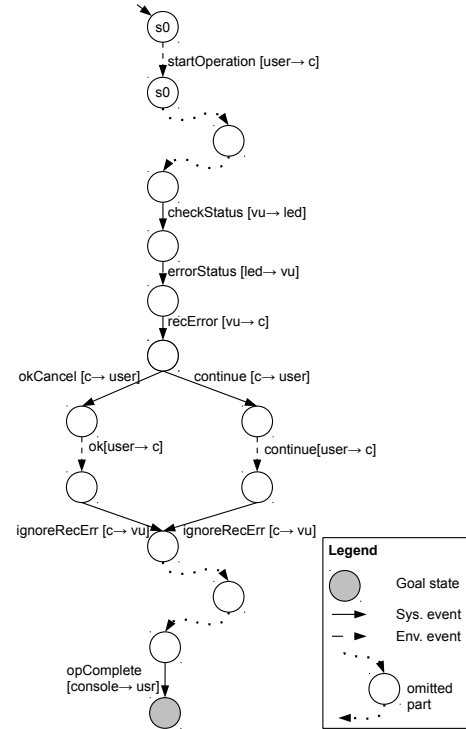 s0
startOperation [user→ c]
s0
checkStatus [vu→ led]
errorStatus [led→ vu]
recError [vu→ c]
okCancel [c→ user]
continue [c→ user]
ok[user→ c]
continue[user→ c]
ignoreRecErr [c→ vu]
ignoreRecErr [c→ vu]
opComplete
[console→ usr]
Legend
Goal state
Sys. event
Env. event
omitted
part